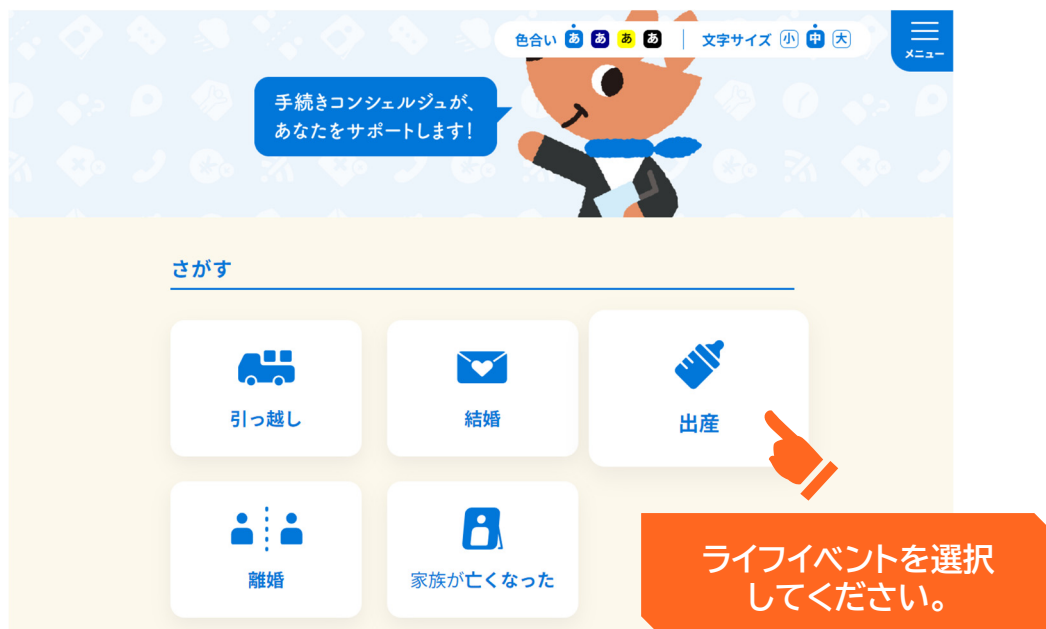 色合い あ あ あ あ 文字サイズ 小 中 大
メニュー
手続きコンシェルジュが、
あなたをサポートします!
さがす
引っ越し
結婚
出産
離婚
家族が亡くなった
ライフイベントを選択
してください。